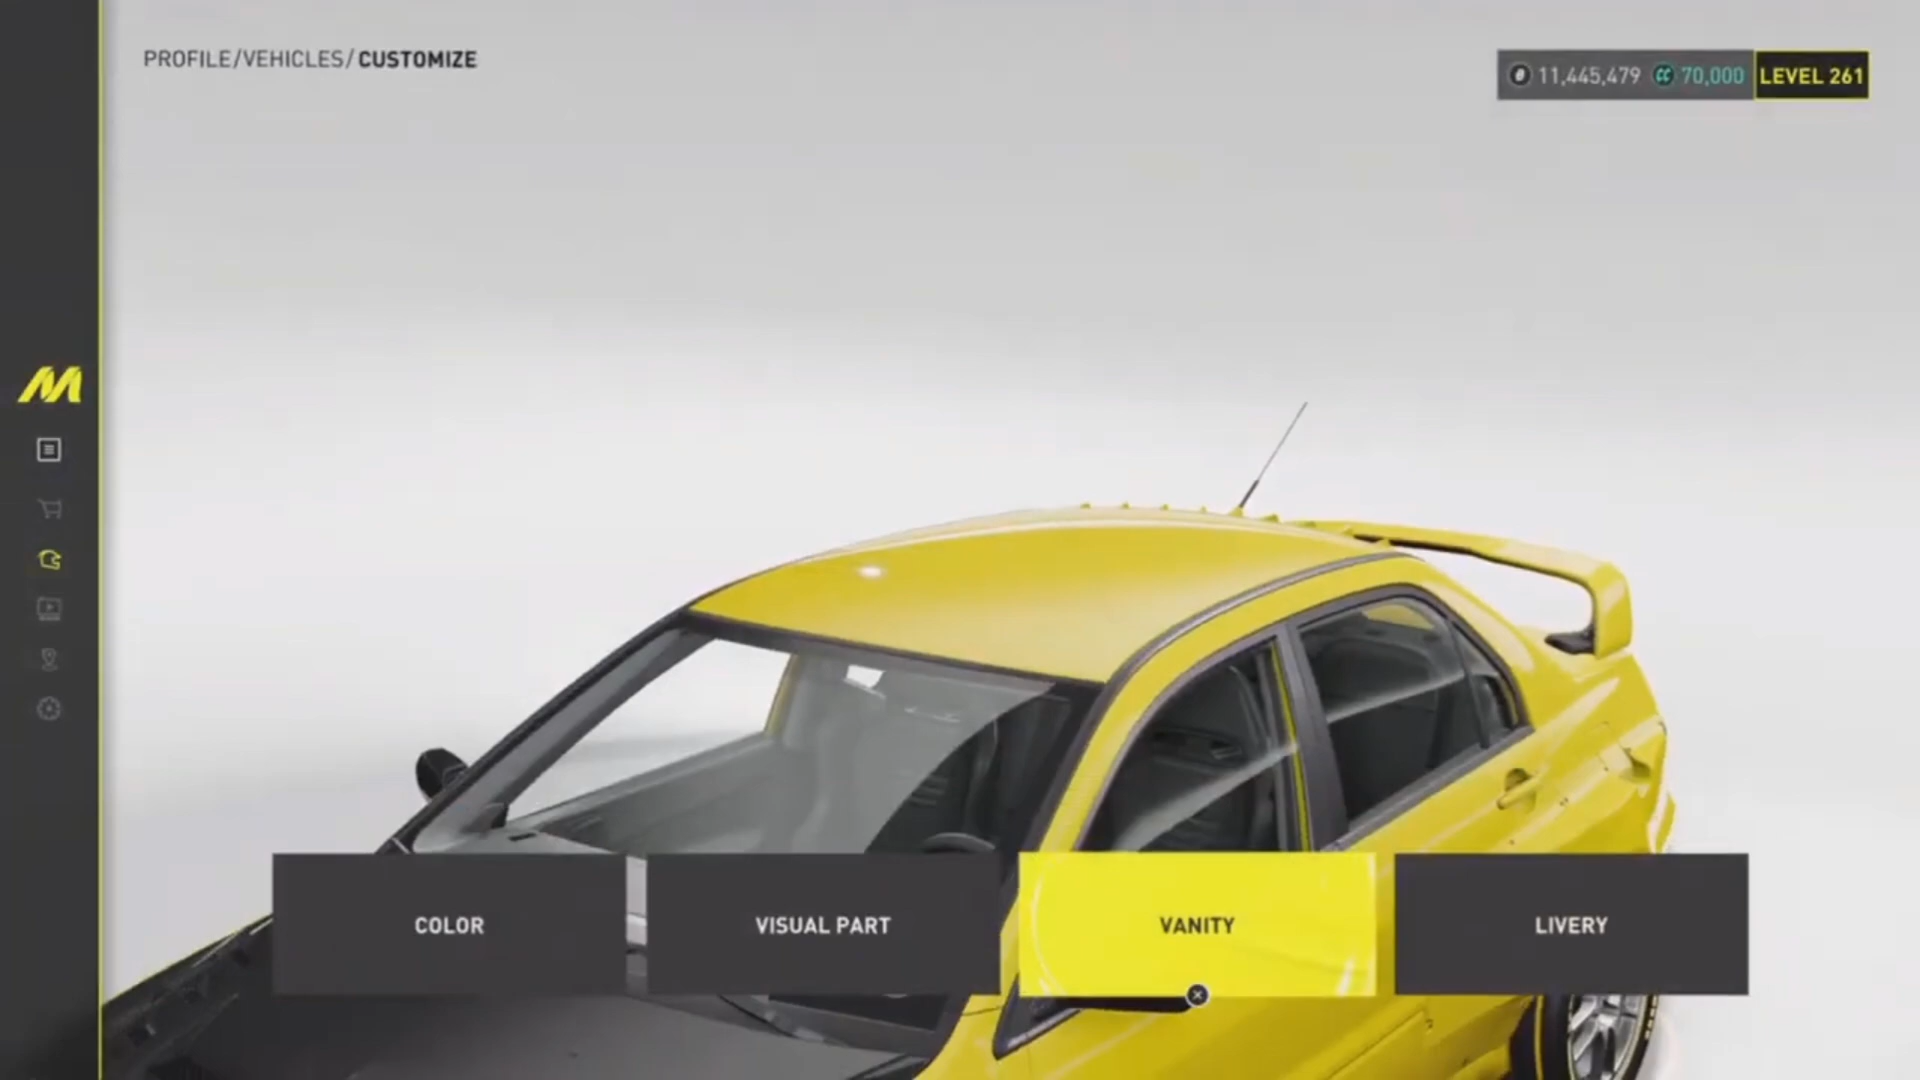 PROFILE/VEHICLES/CUSTOMIZE
11,445,479 70,000 LEVEL 261
COLOR
VISUAL PART
VANITY
LIVERY